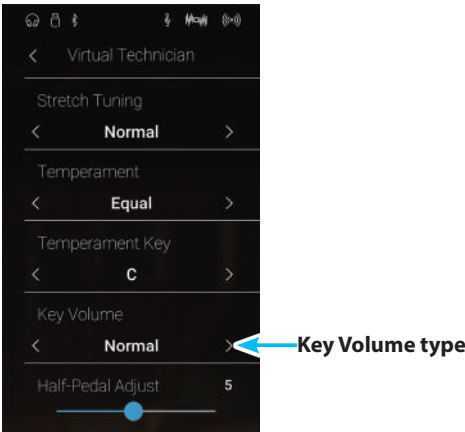 Virtual Technician
Stretch Tuning
Normal
Temperament
Equal
Temperament Key
C
Key Volume
Normal
Key Volume type
Half-Pedal Adjust 5